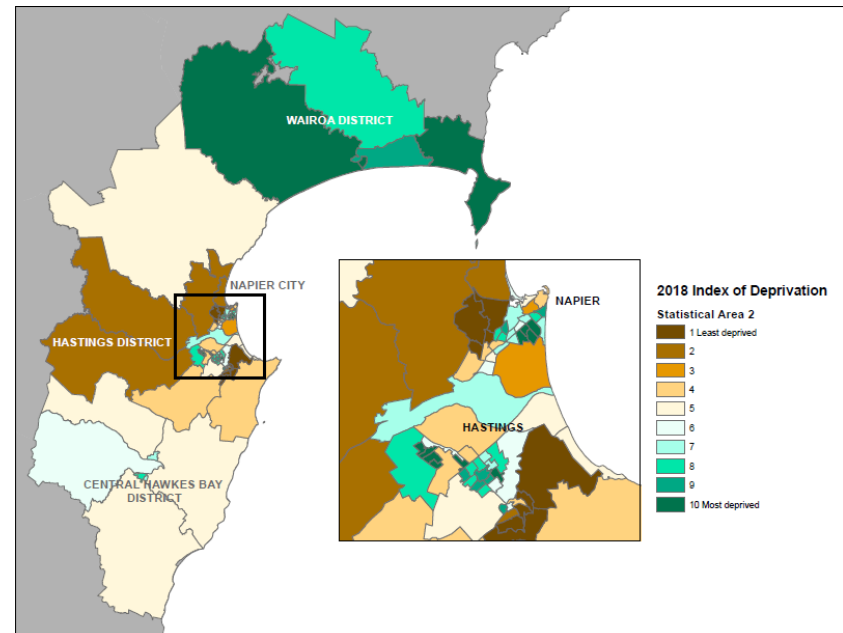 WAIROA DISTRICT
NAPIER CITY
HASTINGS DISTRICT
CENTRAL HAWKES BAY
DISTRICT
NAPIER
HASTINGS
2018 Index of Deprivation
Statistical Area 2
1 Least deprived
2
3
4
5
6
7
8
9
10 Most deprived